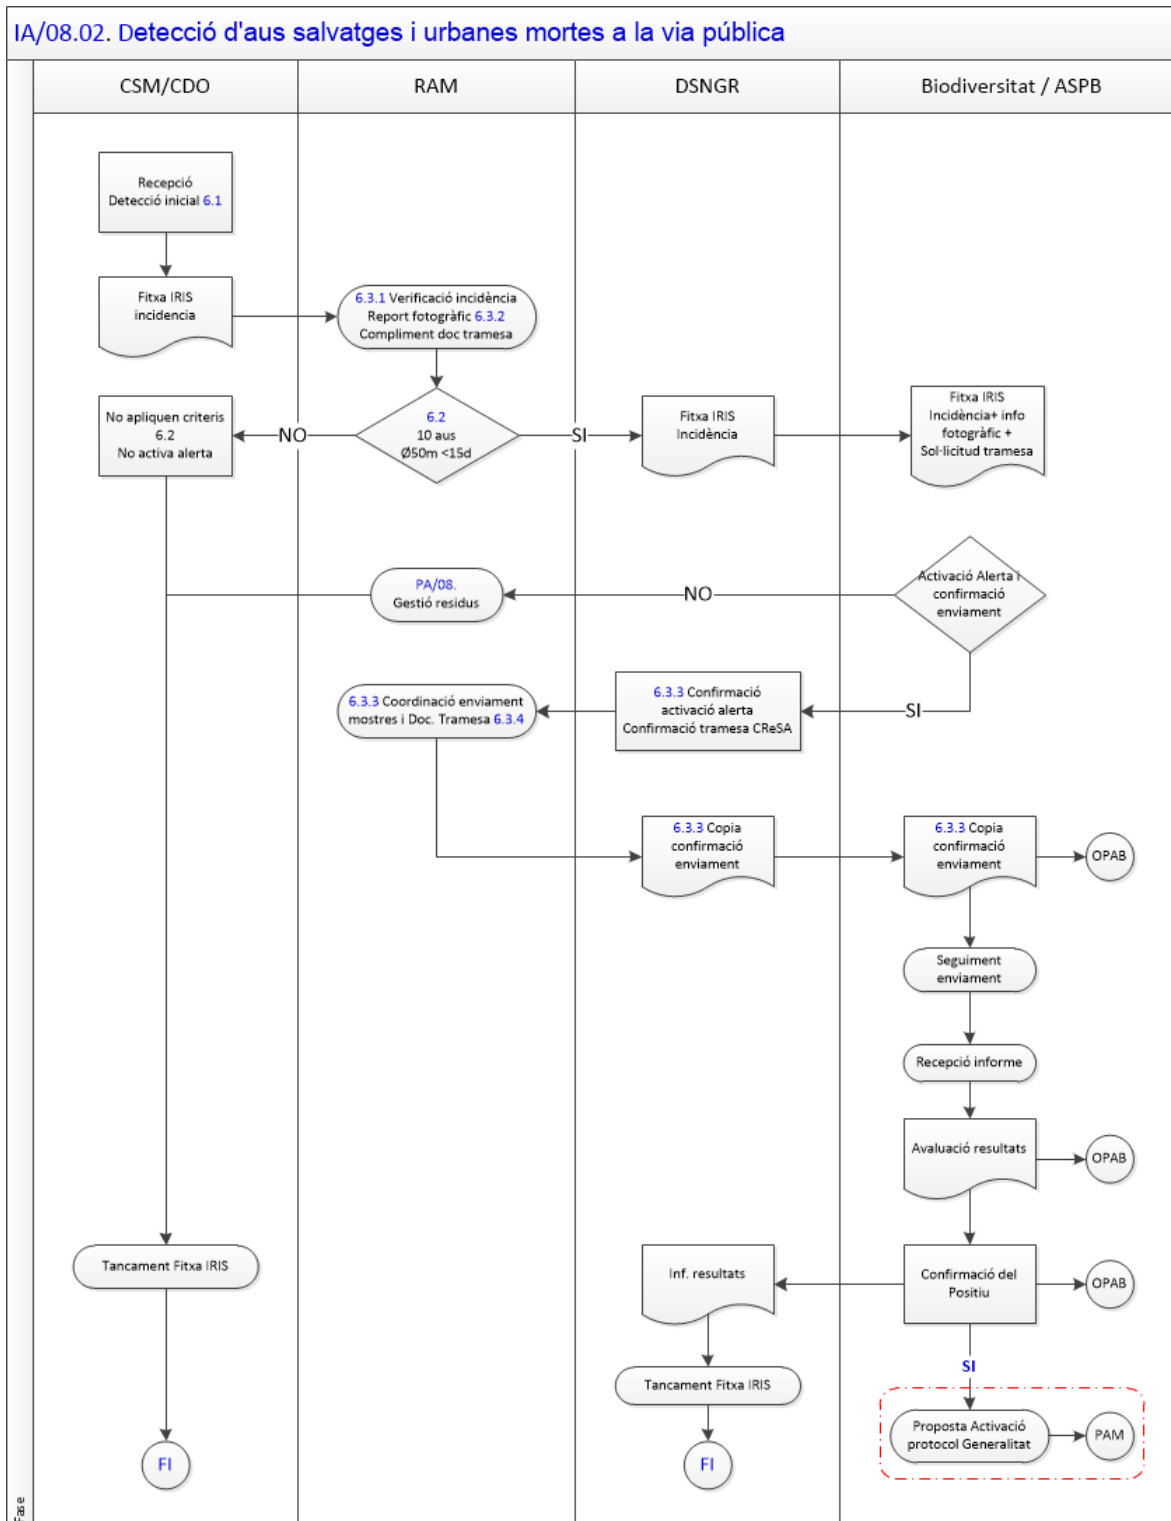 IA/08.02. Detecció d'aus salvatges i urbanes mortes a la via pública
CSM/CDO
RAM
DSNGR
Biodiversitat / ASPB
Recepció
Detecció inicial 6.1
Fitxa IRIS
incidencia
6.3.1 Verificació incidència
Report fotogràfic 6.3.2
Compliment doc tramesa
No apliquen criteris
6.2
No activa alerta
NO
6.2
10 aus
Ø50m <15d
SI
Fitxa IRIS
Incidència
Fitxa IRIS
Incidència+ info
fotogràfic +
Sol·licitud tramesa
PA/08.
Gestió residus
NO
Activació Alerta i
confirmació
enviament
6.3.3 Coordinació enviament
mostres i Doc. Tramesa 6.3.4
6.3.3 Confirmació
activació alerta
Confirmació tramesa CReSA
SI
6.3.3 Copia
confirmació
enviament
6.3.3 Copia
confirmació
enviament
OPAB
Seguiment
enviament
Recepció informe
Avaluació resultats
OPAB
Tancament Fitxa IRIS
Inf. resultats
Confirmació del
Positiu
OPAB
SI
Tancament Fitxa IRIS
Proposta Activació
protocol Generalitat
PAM
FI
FI
Fase